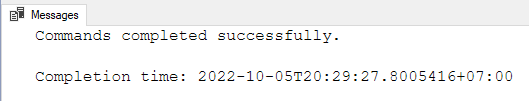 Messages
Commands completed successfully.
Completion time: 2022-10-05T20:29:27.8005416+07:00